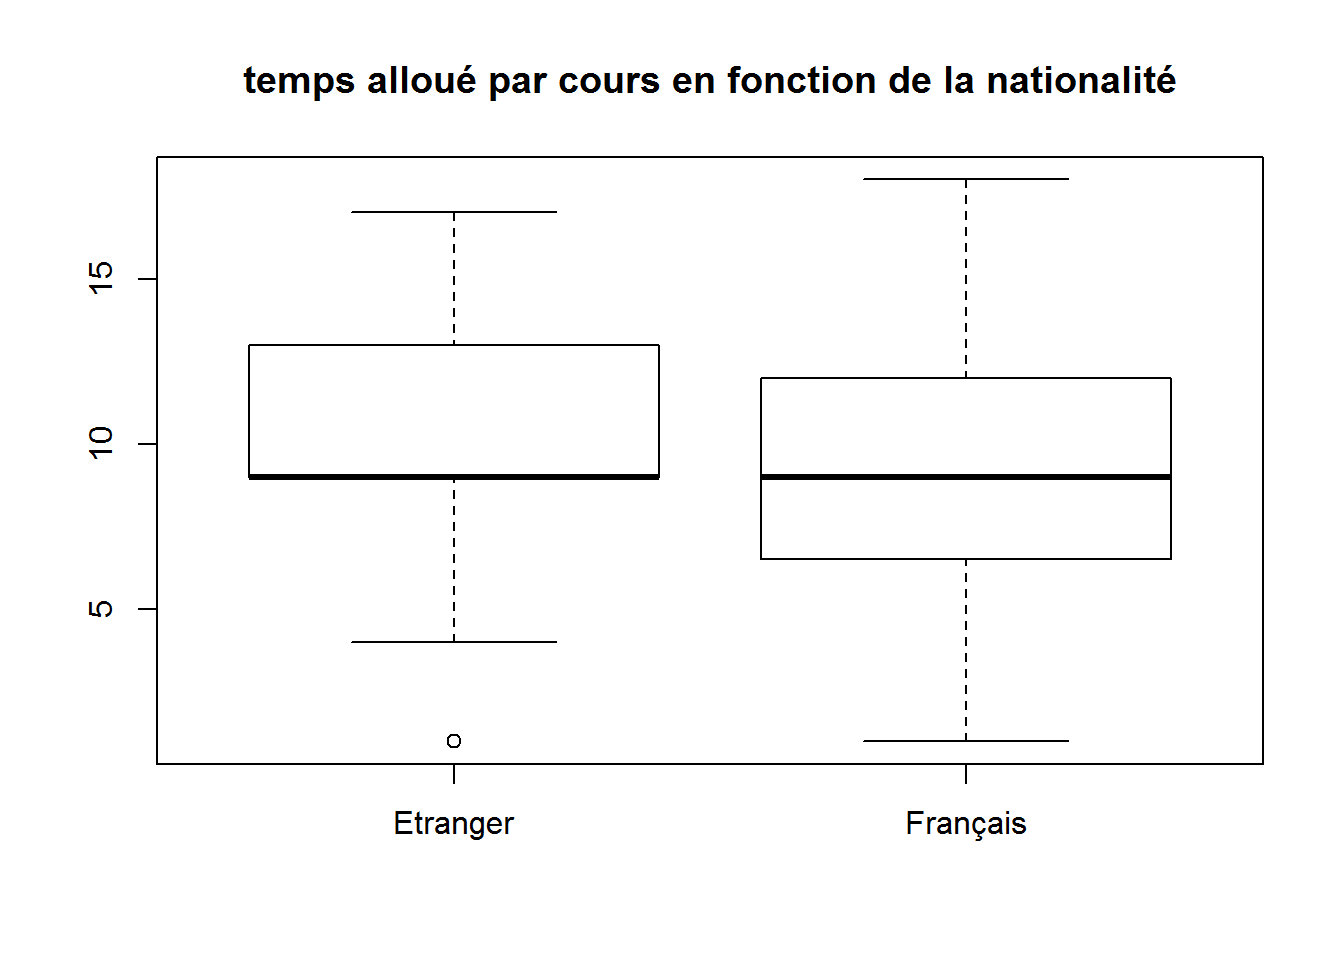 temps alloué par cours en fonction de la nationalité
15
10
5
Etranger
Français